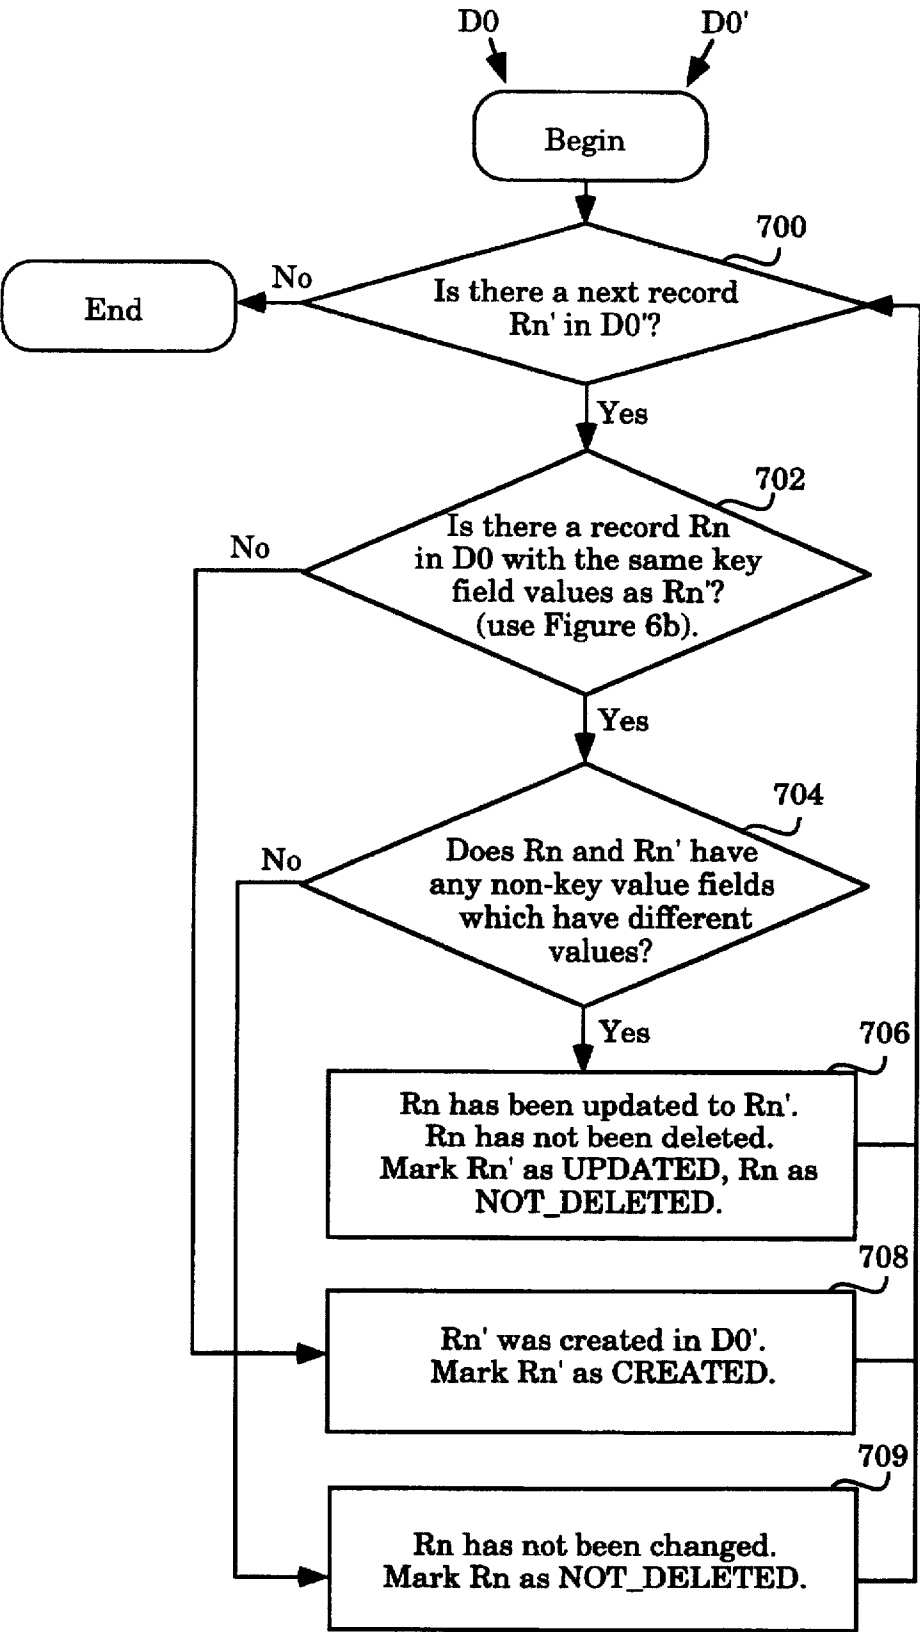 D0
D0'
Begin
700
Is there a next record
Rn' in D0'?
No
End
Yes
702
Is there a record Rn
in D0 with the same key
field values as Rn'?
(use Figure 6b).
No
Yes
704
Does Rn and Rn' have
any non-key value fields
which have different
values?
No
Yes
706
Rn has been updated to Rn'.
Rn has not been deleted.
Mark Rn' as UPDATED, Rn as
NOT_DELETED.
708
Rn' was created in D0'.
Mark Rn' as CREATED.
709
Rn has not been changed.
Mark Rn as NOT_DELETED.